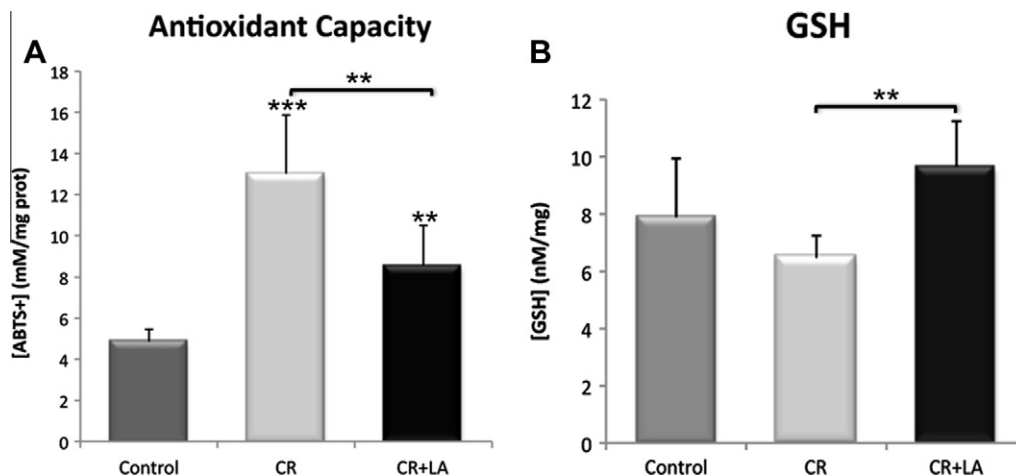 Antioxidant Capacity
A
[ABTS+] (mM/mg prot)
18
16
14
12
10
8
6
4
2
0
***
**
**
Control CR CR+LA
GSH
B
[GSH] (nM/mg)
12
10
8
6
4
2
0
**
Control CR CR+LA